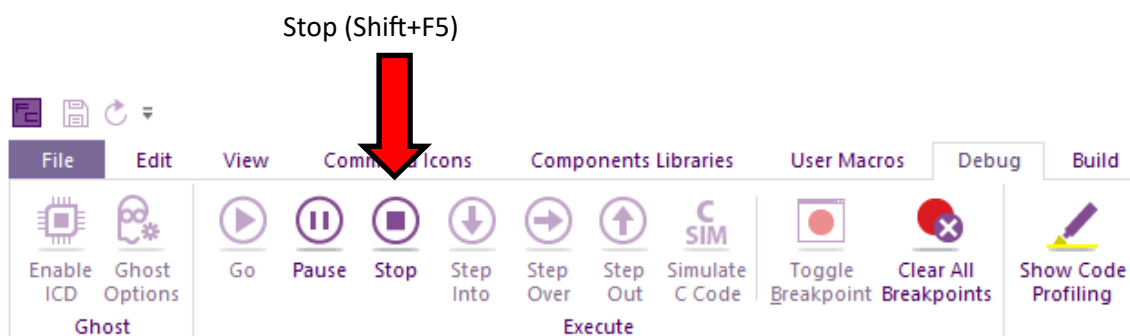 Stop (Shift+F5)
FC
File Edit View Comm Icons Components Libraries User Macros Debug Build
C
SIM
Enable Ghost Go Pause Stop Step Step Step Simulate Toggle Clear All Show Code
ICD Options Into Over Out C Code Breakpoint Breakpoints Profiling
Ghost Execute